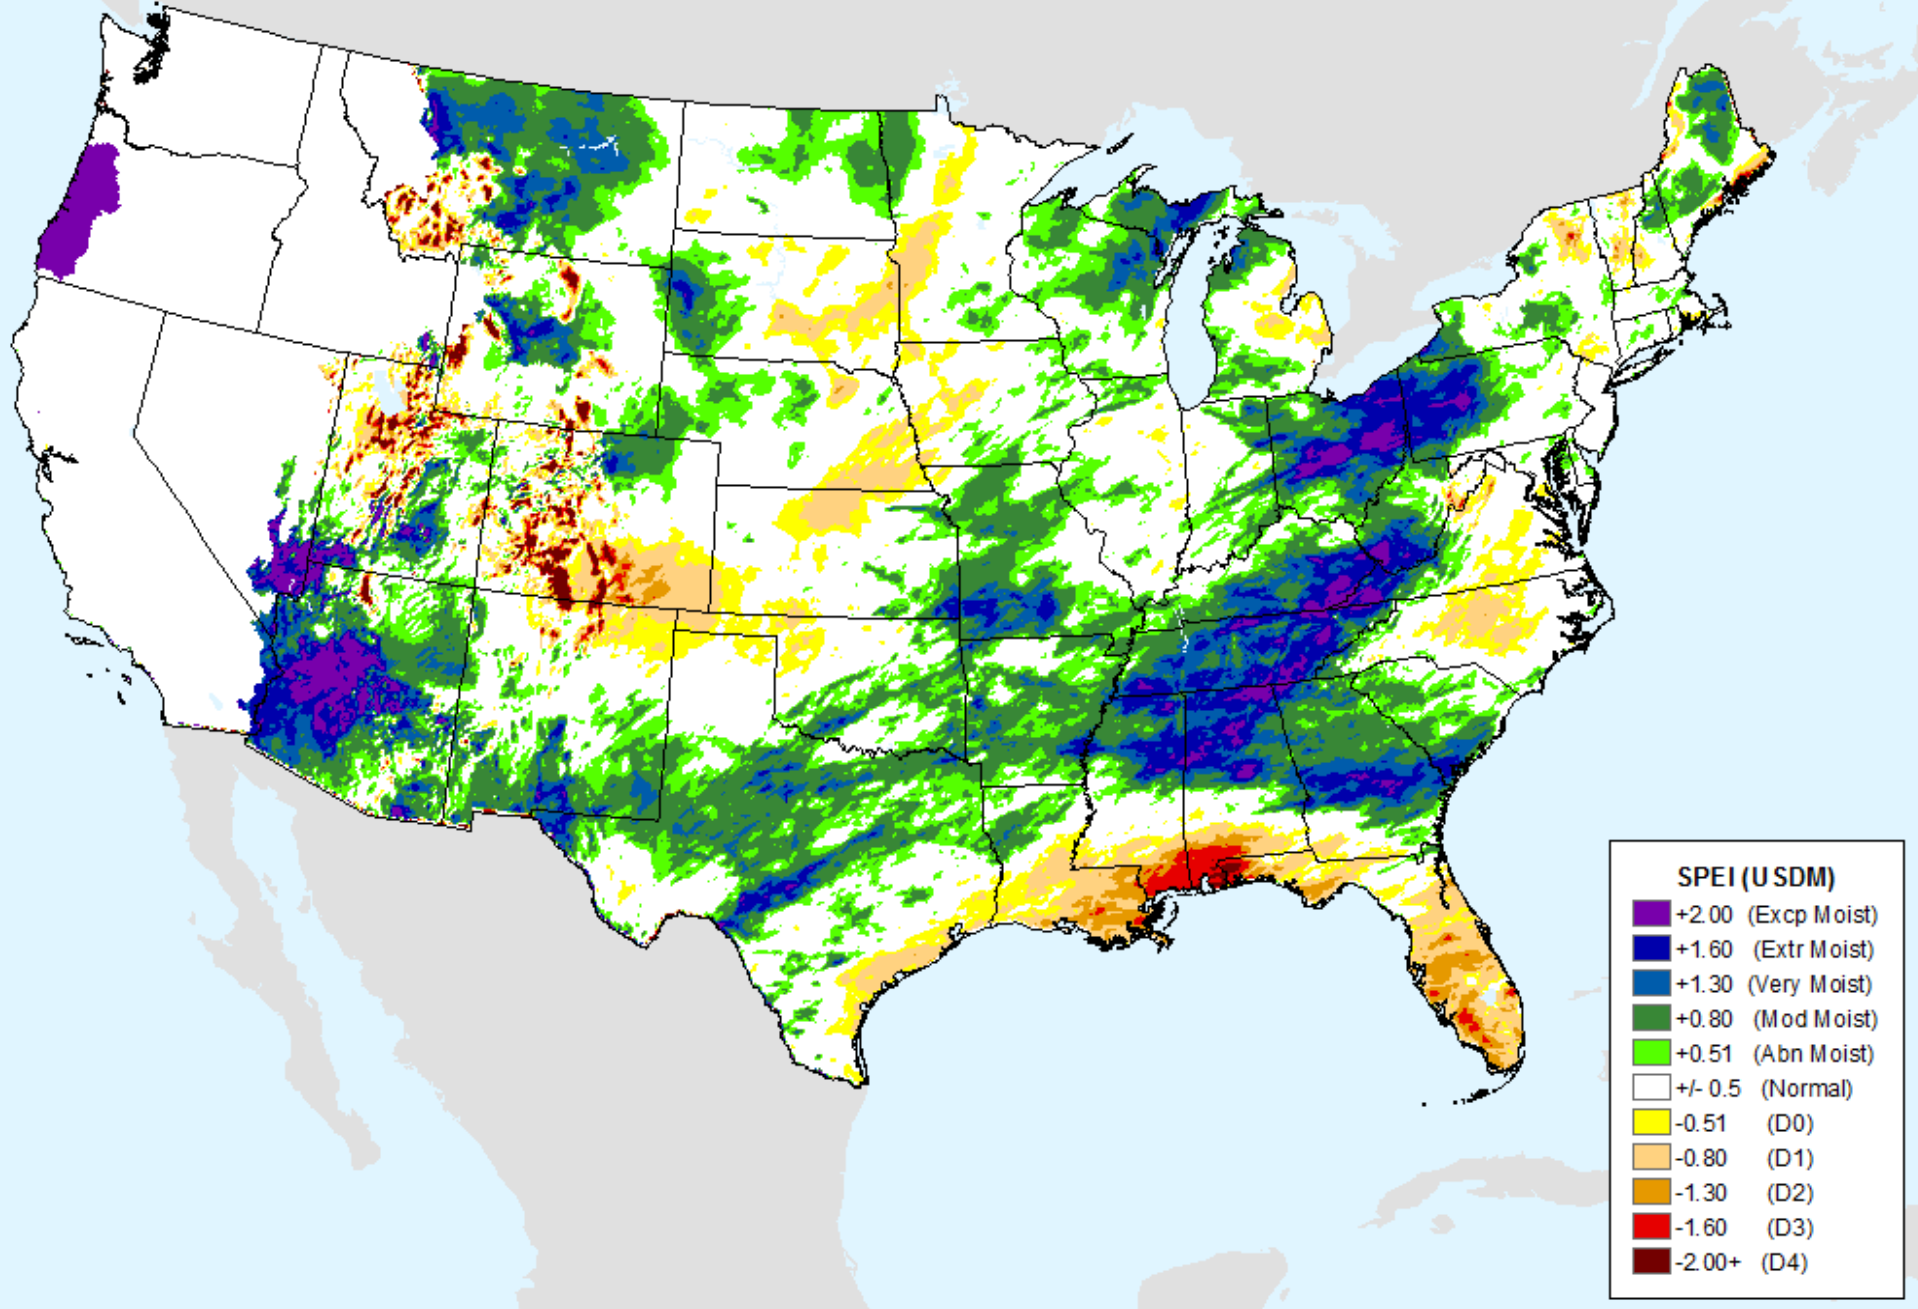 SPEI (USDM)
+2.00 (Excp Moist)
+1.60 (Extr Moist)
+1.30 (Very Moist)
+0.80 (Mod Moist)
+0.51 (Abn Moist)
+/- 0.5 (Normal)
-0.51 (D0)
-0.80 (D1)
-1.30 (D2)
-1.60 (D3)
-2.00+ (D4)